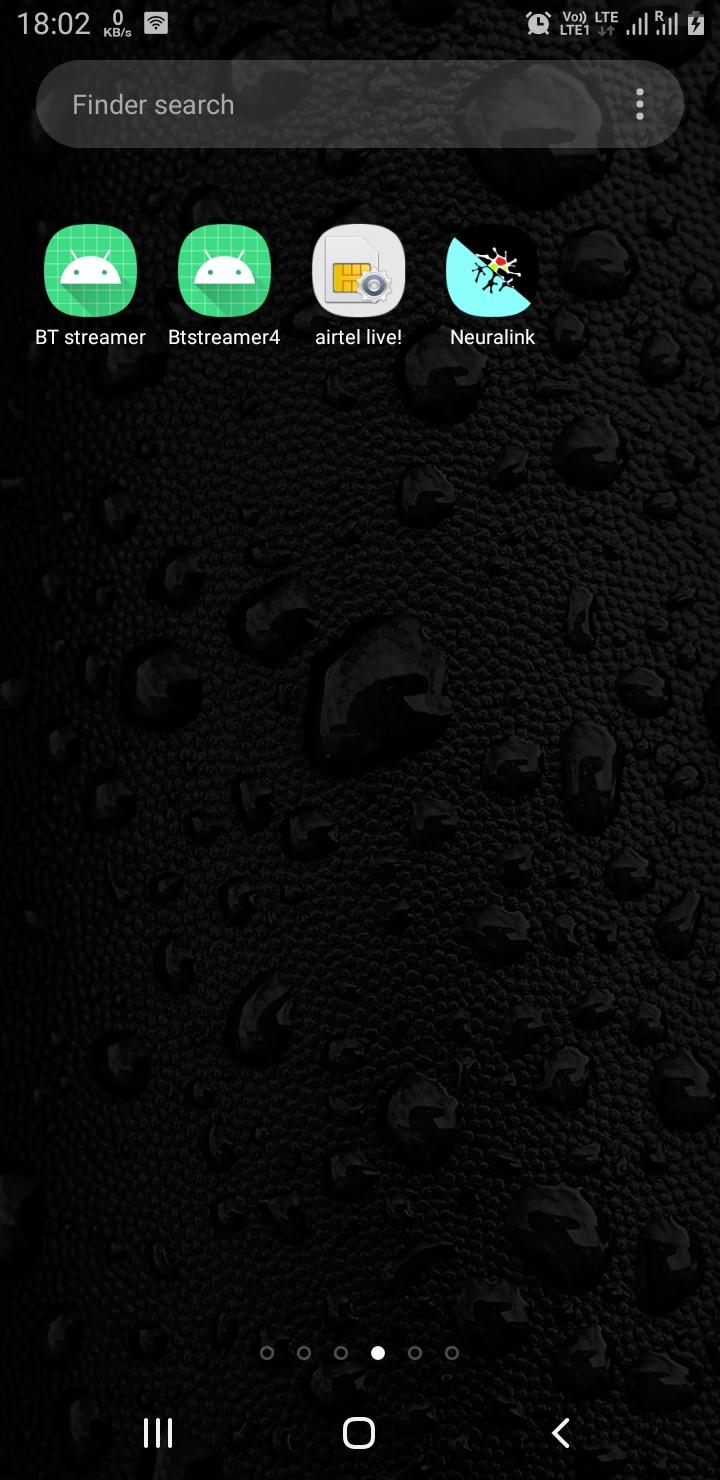 18:02 0 KB/s Vo)) LTE1 LTE R
Finder search
BT streamer Btstreamer4 airtel live! Neuralink